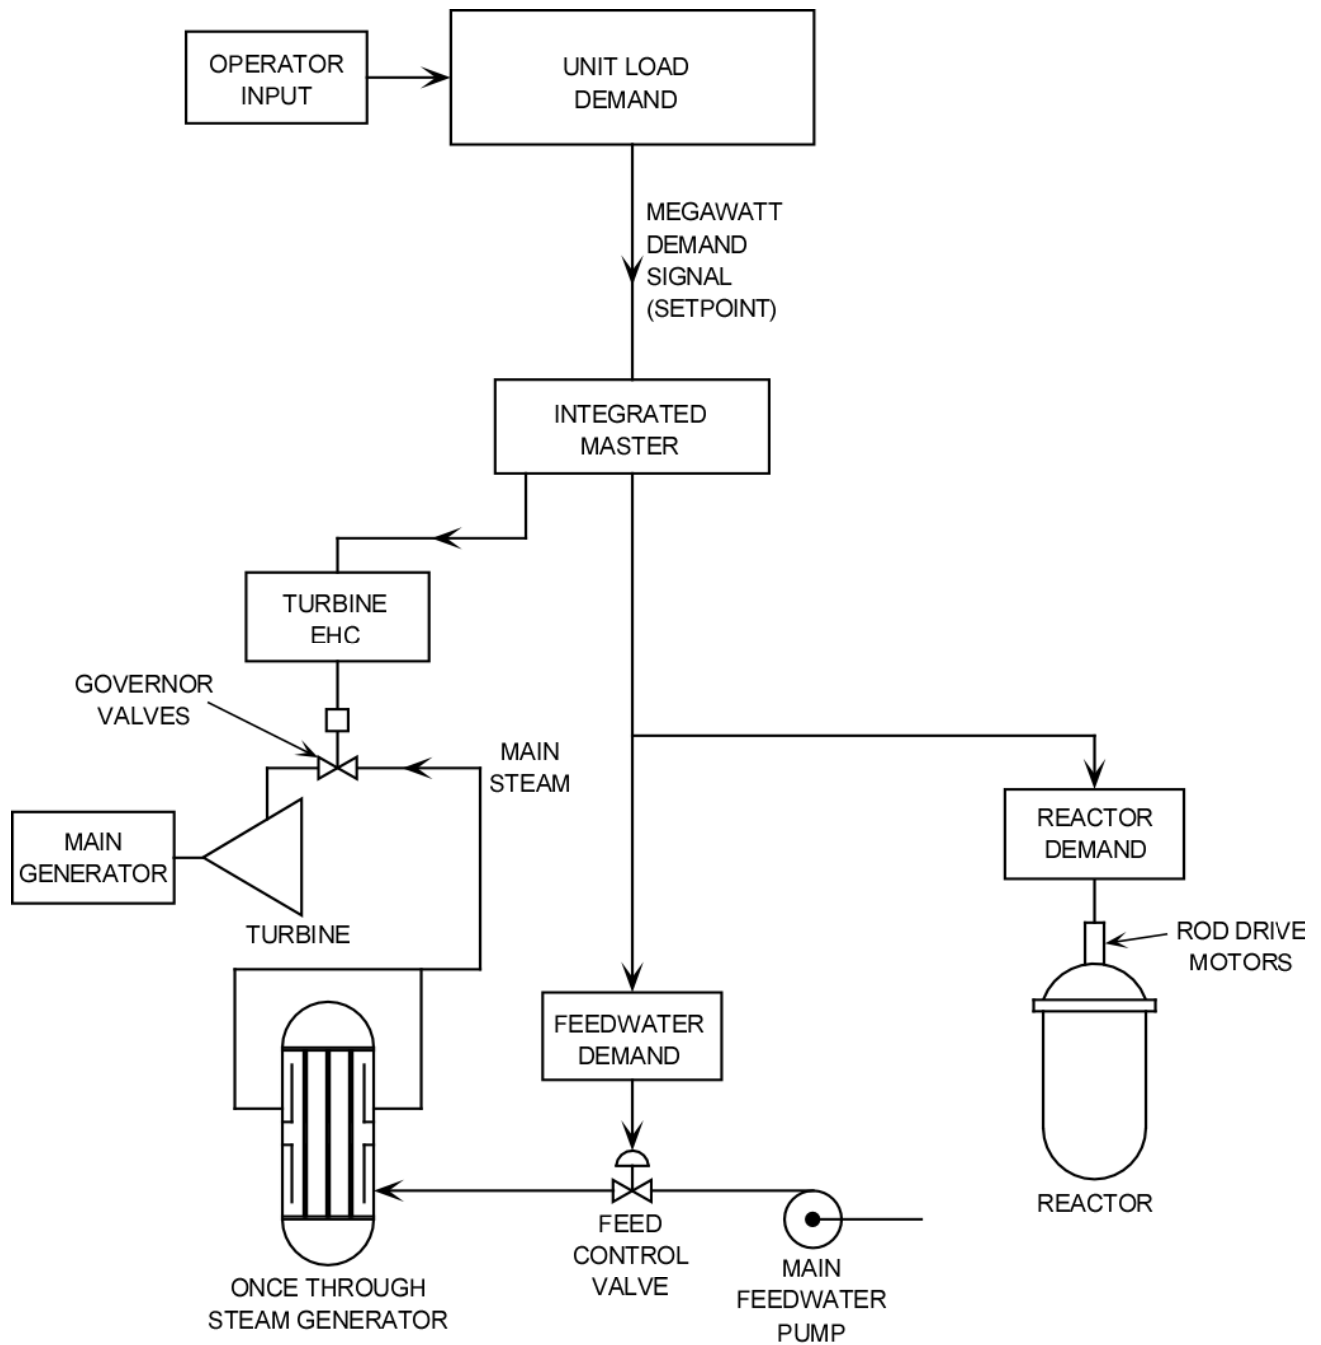 OPERATOR
INPUT
UNIT LOAD
DEMAND
MEGAWATT
DEMAND
SIGNAL
(SETPOINT)
INTEGRATED
MASTER
TURBINE
EHC
GOVERNOR
VALVES
MAIN
STEAM
MAIN
GENERATOR
TURBINE
REACTOR
DEMAND
ROD DRIVE
MOTORS
FEEDWATER
DEMAND
REACTOR
FEED
CONTROL
VALVE
MAIN
FEEDWATER
PUMP
ONCE THROUGH
STEAM GENERATOR